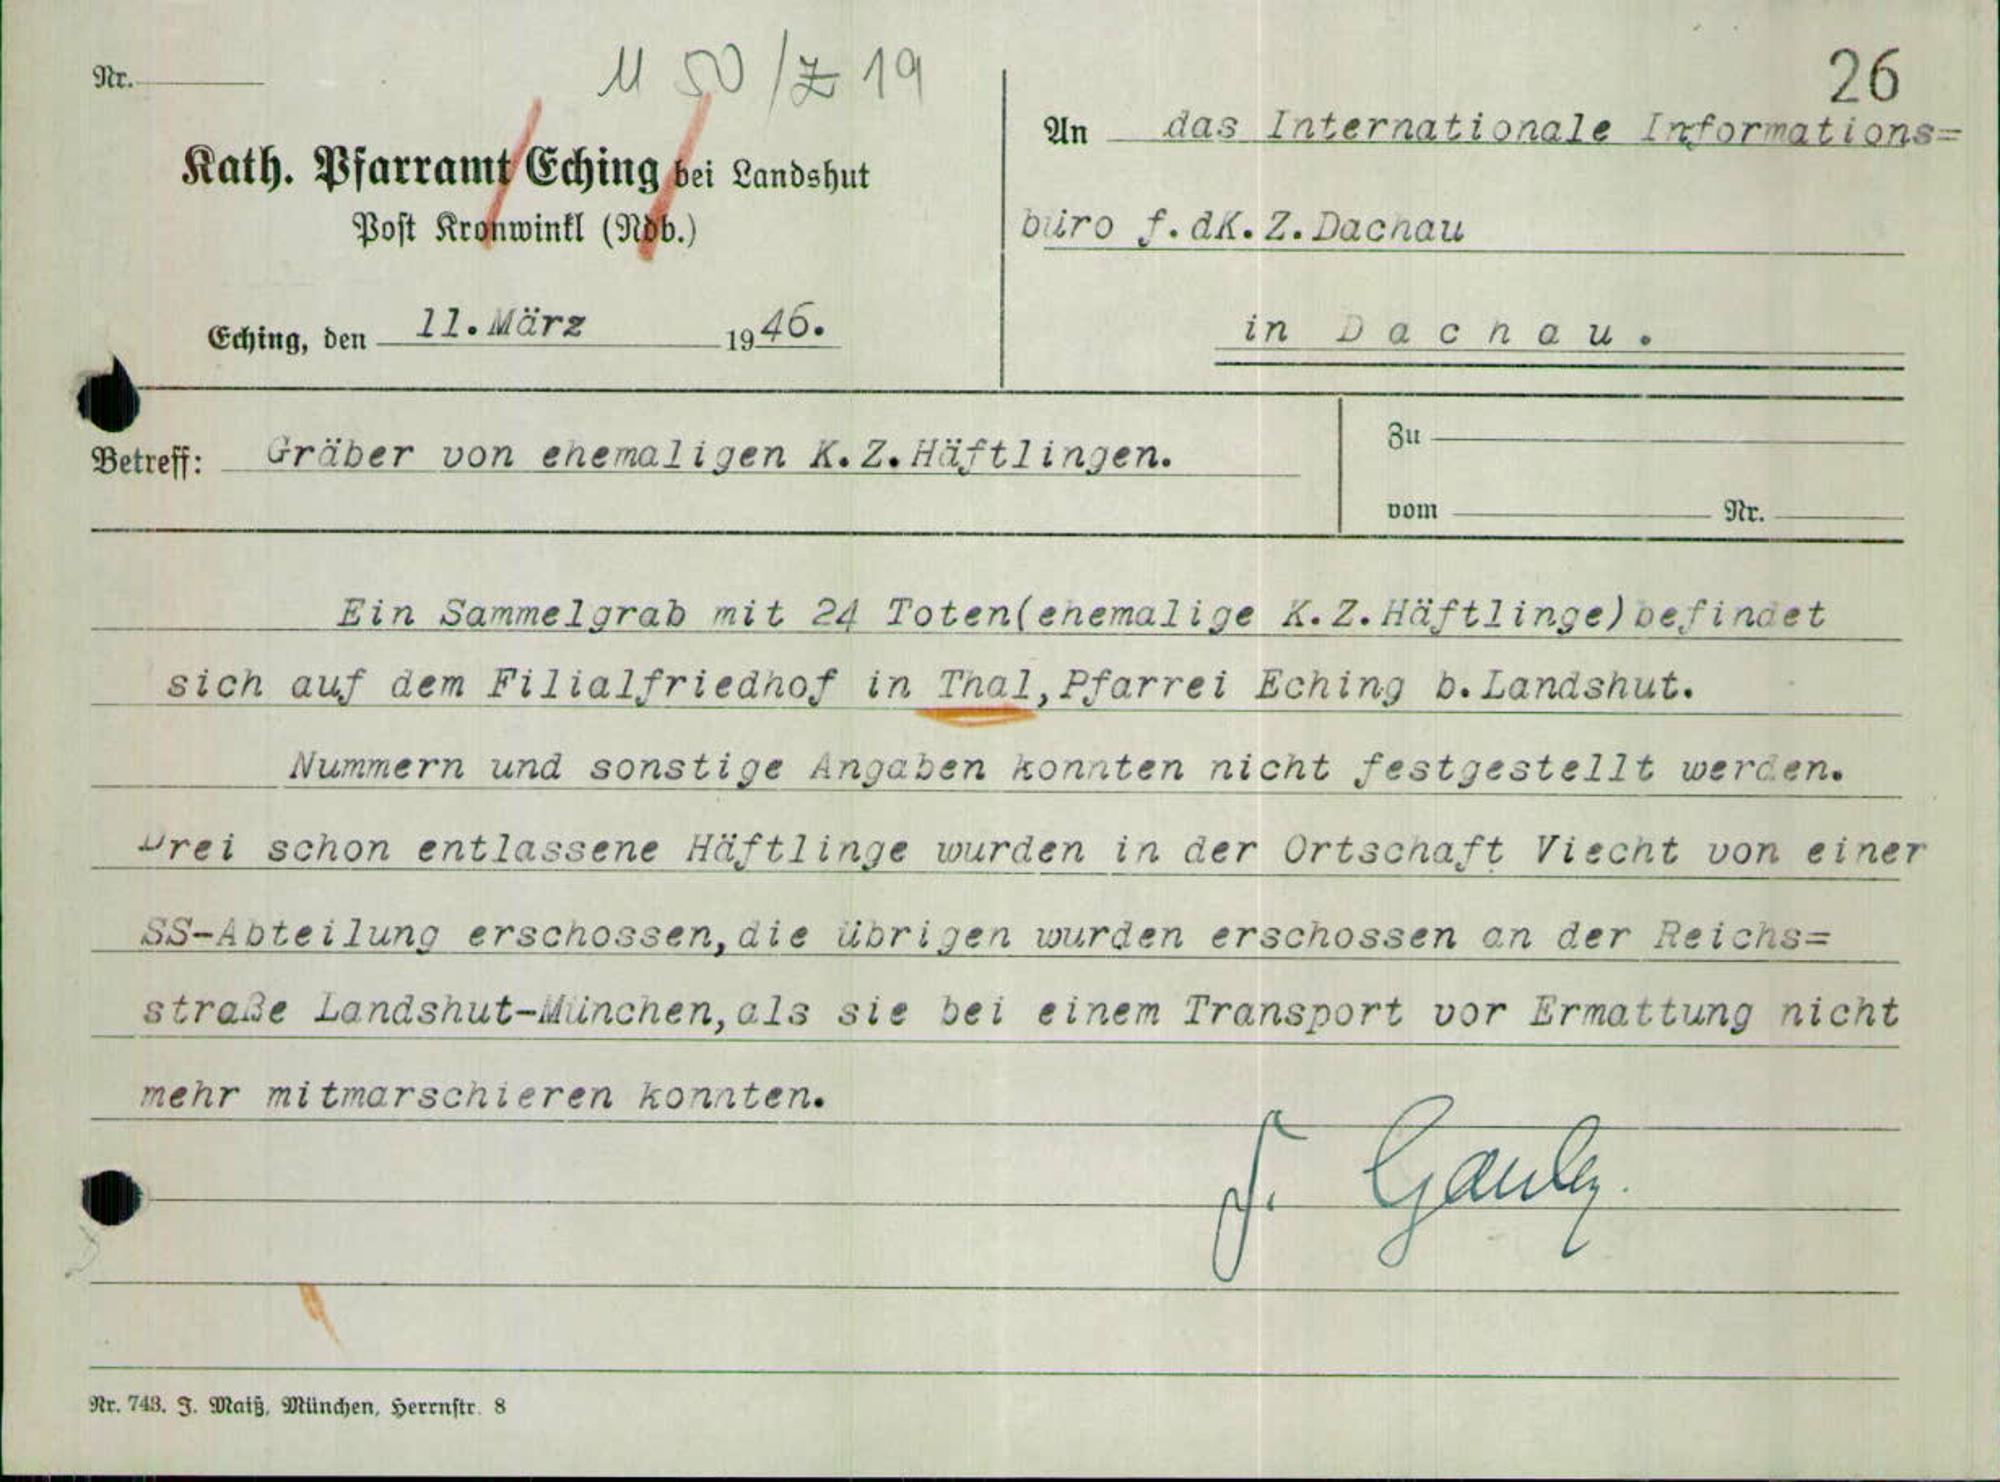 Nr.
M 50/Z 19
26
Kath. Pfarramt Eching bei Landshut
Post Kronwinkl (Ndb.)
Eching, den 11.März 1946.
An das Internationale Informations=
büro f.dK.Z.Dachau
in Dachau.
Betreff: Gräber von ehemaligen K.Z.Häftlingen.
Zu
vom Nr.
Ein Sammelgrab mit 24 Toten(ehemalige K.Z.Häftlinge)befindet
sich auf dem Filialfriedhof in Thal,Pfarrei Eching b.Landshut.
Nummern und sonstige Angaben konnten nicht festgestellt werden.
Drei schon entlassene Häftlinge wurden in der Ortschaft Viecht von einer
SS-Abteilung erschossen,die übrigen wurden erschossen an der Reichs=
straße Landshut-München,als sie bei einem Transport vor Ermattung nicht
mehr mitmarschieren konnten.
Nr. 743. J. Maiß, München, Herrnstr. 8